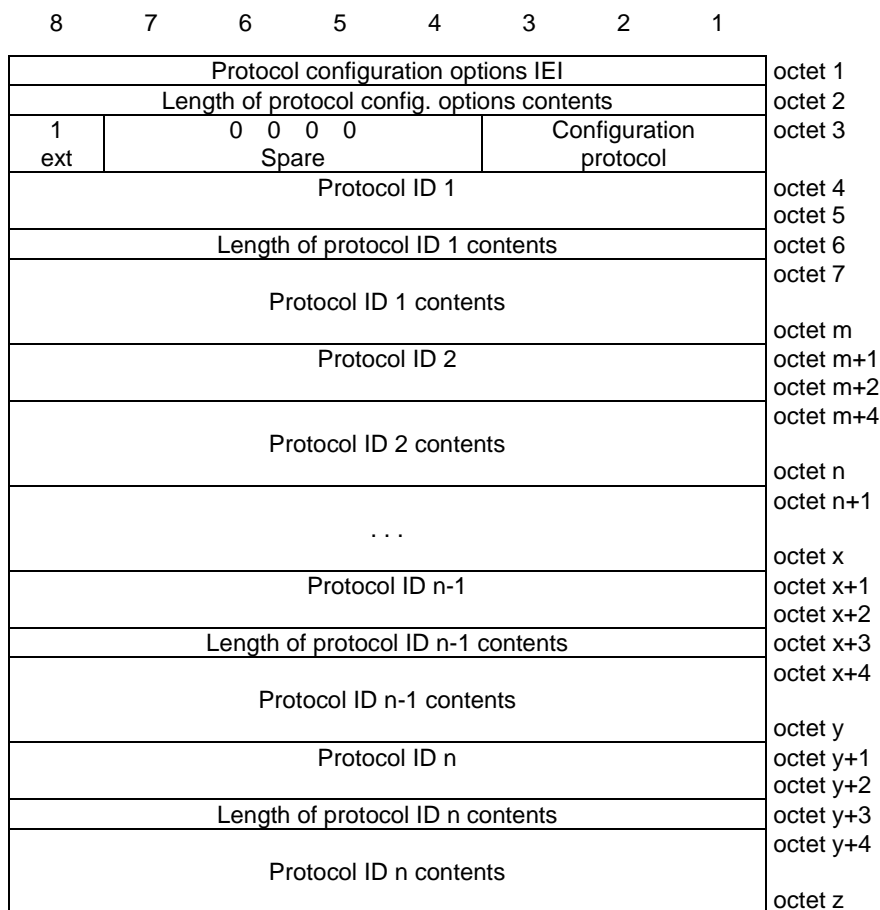 8 7 6 5 4 3 2 1
Protocol configuration options IEI octet 1
Length of protocol config. options contents octet 2
1 0 0 0 0 Configuration octet 3
ext Spare protocol
Protocol ID 1 octet 4
octet 5
Length of protocol ID 1 contents octet 6
octet 7
Protocol ID 1 contents
octet m
Protocol ID 2 octet m+1
octet m+2
octet m+4
Protocol ID 2 contents
octet n
octet n+1
. . .
octet x
Protocol ID n-1 octet x+1
octet x+2
Length of protocol ID n-1 contents octet x+3
octet x+4
Protocol ID n-1 contents
octet y
Protocol ID n octet y+1
octet y+2
Length of protocol ID n contents octet y+3
octet y+4
Protocol ID n contents
octet z